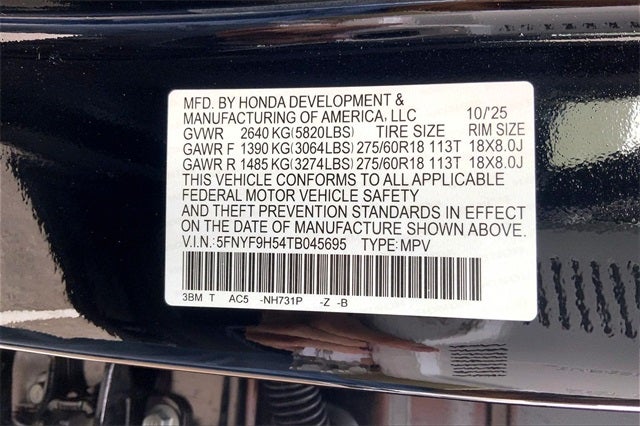 MFD. BY HONDA DEVELOPMENT &
MANUFACTURING OF AMERICA, LLC 10/'25
GVWR 2640 KG(5820LBS) TIRE SIZE RIM SIZE
GAWR F 1390 KG(3064LBS) 275/60R18 113T 18X8.0J
GAWR R 1485 KG(3274LBS) 275/60R18 113T 18X8.0J
THIS VEHICLE CONFORMS TO ALL APPLICABLE
FEDERAL MOTOR VEHICLE SAFETY
AND THEFT PREVENTION STANDARDS IN EFFECT
ON THE DATE OF MANUFACTURE SHOWN ABOVE.
V.I.N.: 5FNYF9H54TB045695 TYPE: MPV
3BM T AC5 -NH731P -Z -B